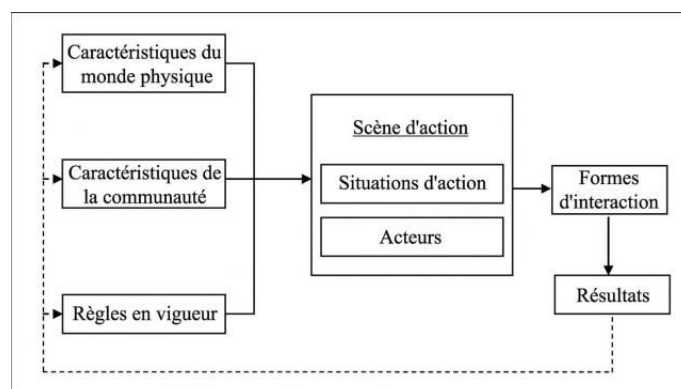 Caractéristiques du
monde physique
Caractéristiques de
la communauté
Règles en vigueur
Scène d'action
Situations d'action
Acteurs
Formes
d'interaction
Résultats